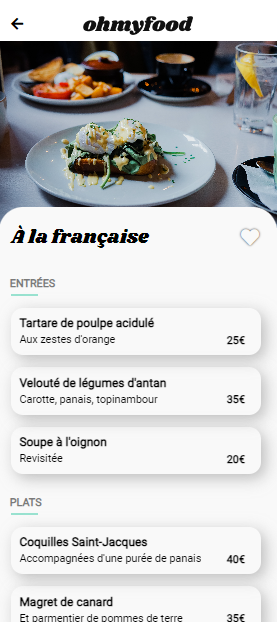 ohmyfood
À la française
ENTRÉES
Tartare de poulpe acidulé
Aux zestes d'orange
25€
Velouté de légumes d'antan
Carotte, panais, topinambour
35€
Soupe à l'oignon
Revisitée
20€
PLATS
Coquilles Saint-Jacques
Accompagnées d'une purée de panais
40€
Magret de canard
Et parmentier de pommes de terre
35€